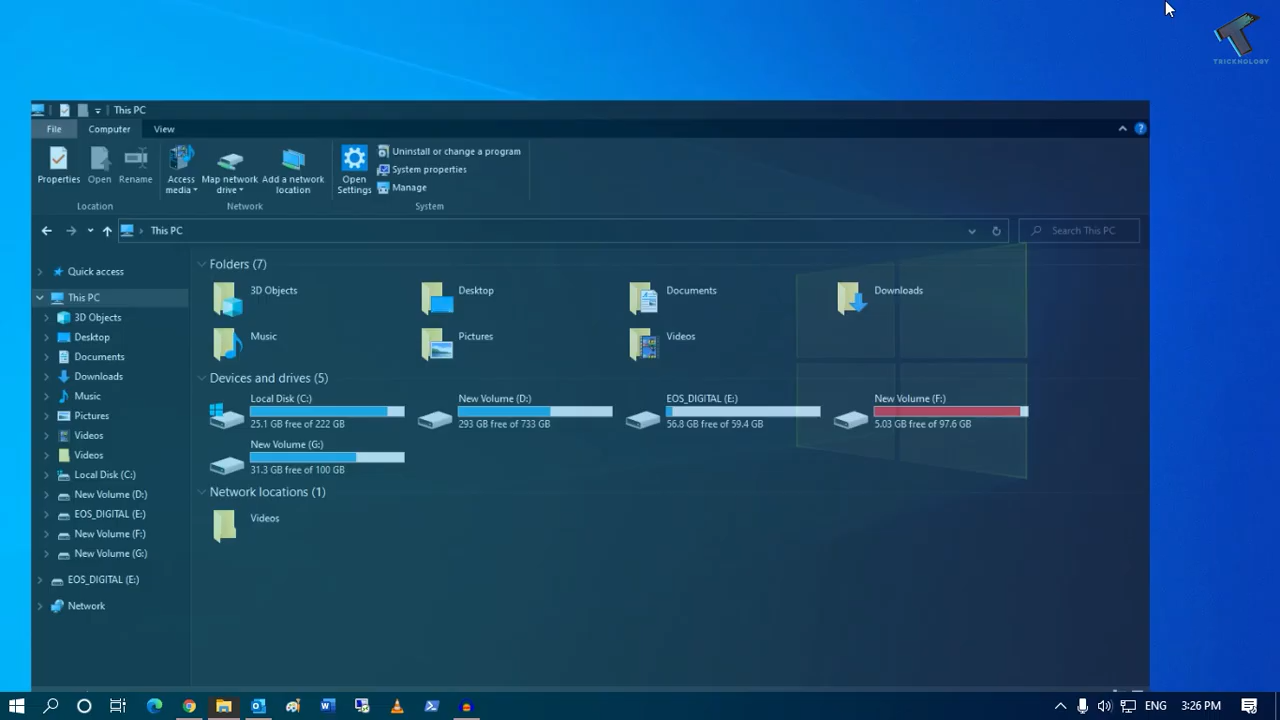 TRICKNOLOGY
This PC
File Computer View
Properties Open Rename Access media Map network drive Add a network location Open Settings
Uninstall or change a program
System properties
Manage
Location Network System
This PC
Search This PC
Quick access
This PC
3D Objects
Desktop
Documents
Downloads
Music
Pictures
Videos
Videos
Local Disk (C:)
New Volume (D:)
EOS_DIGITAL (E:)
New Volume (F:)
New Volume (G:)
EOS_DIGITAL (E:)
Network
Folders (7)
3D Objects Desktop Documents Downloads
Music Pictures Videos
Devices and drives (5)
Local Disk (C:) New Volume (D:) EOS_DIGITAL (E:) New Volume (F:)
25.1 GB free of 222 GB 293 GB free of 733 GB 56.8 GB free of 59.4 GB 5.03 GB free of 97.6 GB
New Volume (G:)
31.3 GB free of 100 GB
Network locations (1)
Videos
ENG 3:26 PM